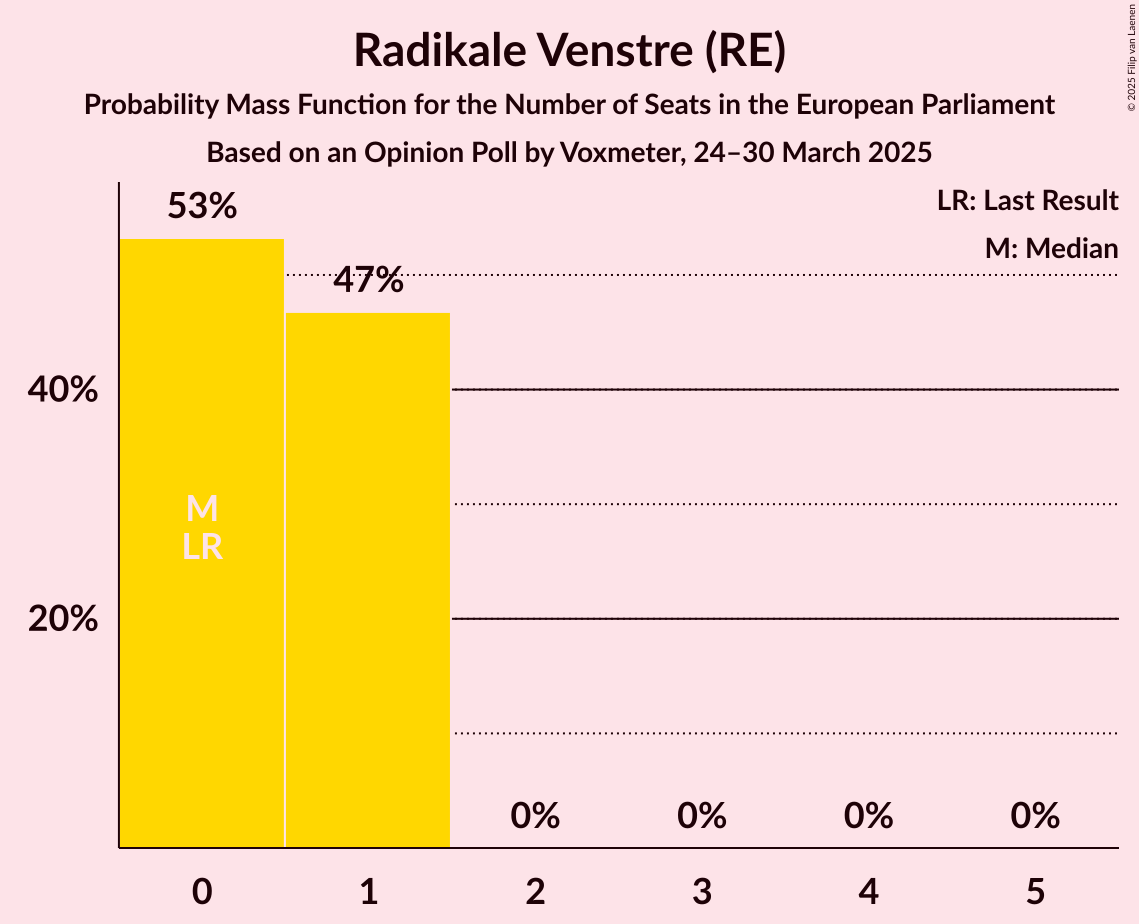 Radikale Venstre (RE)
Probability Mass Function for the Number of Seats in the European Parliament
Based on an Opinion Poll by Voxmeter, 24–30 March 2025
© 2025 Filip van Laenen
LR: Last Result
M: Median
53%
47%
40%
20%
M
LR
0%
0%
0%
0%
0
1
2
3
4
5